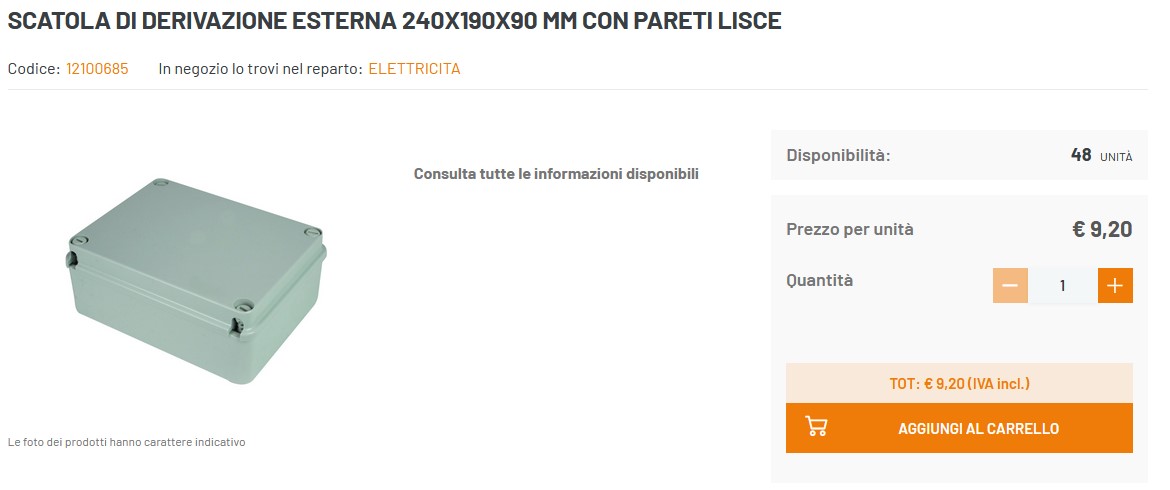 SCATOLA DI DERIVAZIONE ESTERNA 240X190X90 MM CON PARETI LISCE
Codice: 12100685 In negozio lo trovi nel reparto: ELETTRICITA
Consulta tutte le informazioni disponibili
Le foto dei prodotti hanno carattere indicativo
Disponibilità: 48 UNITÀ
Prezzo per unità € 9,20
Quantità − 1 +
TOT: € 9,20 (IVA incl.)
AGGIUNGI AL CARRELLO